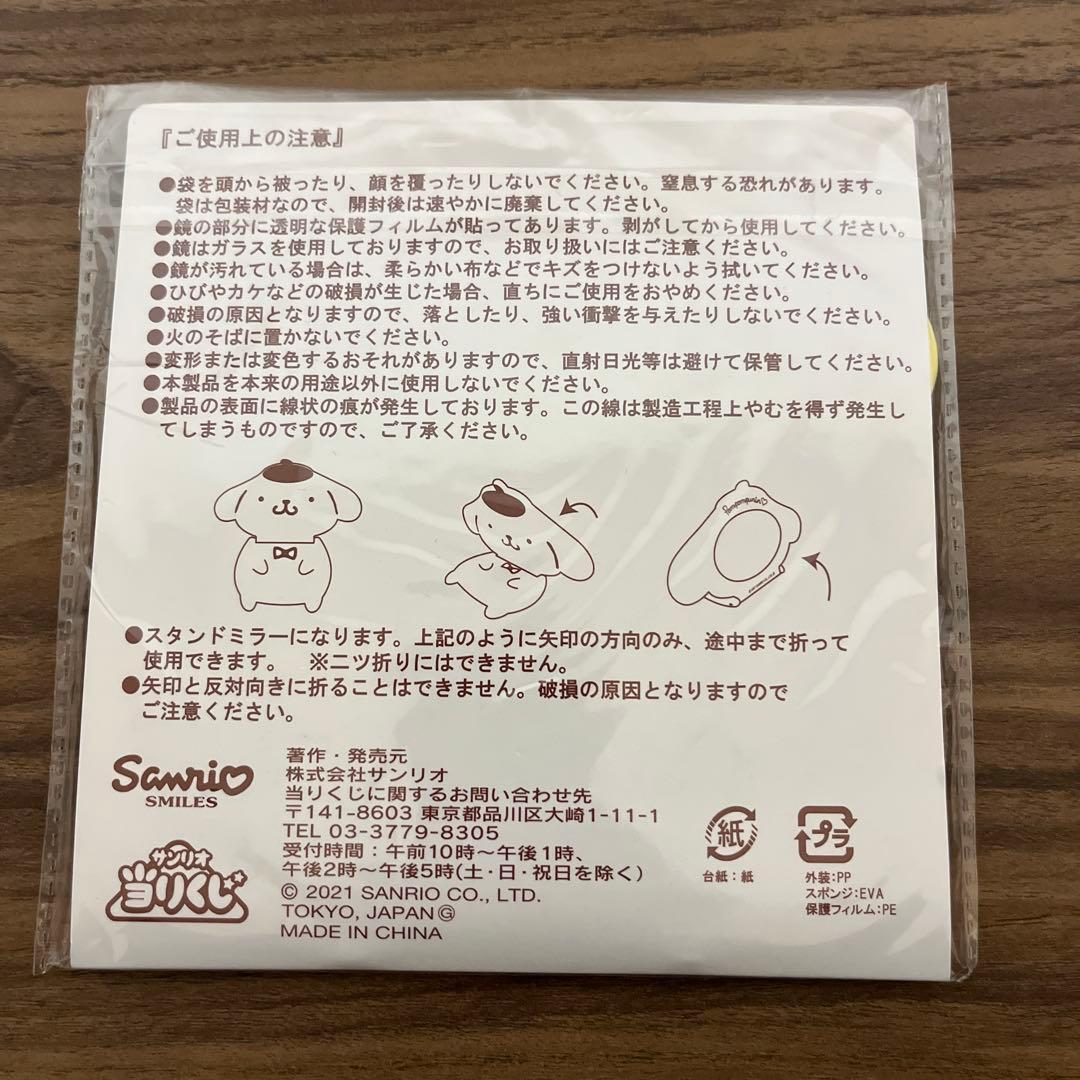 『ご使用上の注意』
●袋を頭から被ったり、顔を覆ったりしないでください。窒息する恐れがあります。
袋は包装材なので、開封後は速やかに廃棄してください。
●鏡の部分に透明な保護フィルムが貼ってあります。剥がしてから使用してください。
●鏡はガラスを使用しておりますので、お取り扱いにはご注意ください。
●鏡が汚れている場合は、柔らかい布などでキズをつけないよう拭いてください。
●ひびやカケなどの破損が生じた場合、直ちにご使用をおやめください。
●破損の原因となりますので、落としたり、強い衝撃を与えたりしないでください。
●火のそばに置かないでください。
●変形または変色するおそれがありますので、直射日光等は避けて保管してください。
●本製品を本来の用途以外に使用しないでください。
●製品の表面に線状の痕が発生しております。この線は製造工程上やむを得ず発生し
てしまうものですので、ご了承ください。
Pompompurin
●スタンドミラーになります。上記のように矢印の方向のみ、途中まで折って
使用できます。 ※二ツ折りにはできません。
●矢印と反対向きに折ることはできません。破損の原因となりますので
ご注意ください。
Sanrio
SMILES
サンリオ
当りくじ
著作・発売元
株式会社サンリオ
当りくじに関するお問い合わせ先
〒141-8603 東京都品川区大崎1-11-1
TEL 03-3779-8305
受付時間：午前10時～午後1時、
午後2時～午後5時(土・日・祝日を除く)
© 2021 SANRIO CO., LTD.
TOKYO, JAPAN Ⓖ
MADE IN CHINA
紙
台紙：紙
プラ
外装：PP
スポンジ：EVA
保護フィルム：PE